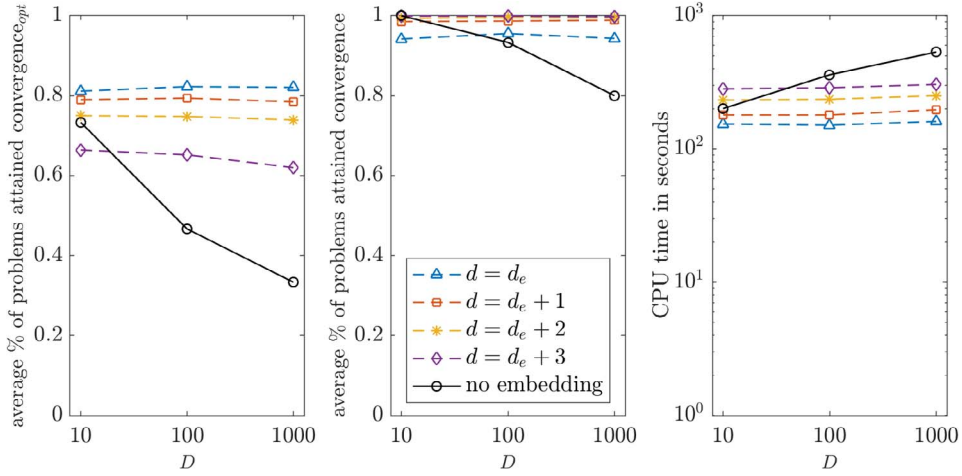 average % of problems attained convergence_opt
1
0.8
0.6
0.4
0.2
0
10
100
1000
D
average % of problems attained convergence
1
0.8
0.6
0.4
0.2
0
d = d_e
d = d_e + 1
d = d_e + 2
d = d_e + 3
no embedding
10
100
1000
D
CPU time in seconds
10^3
10^2
10^1
10^0
10
100
1000
D